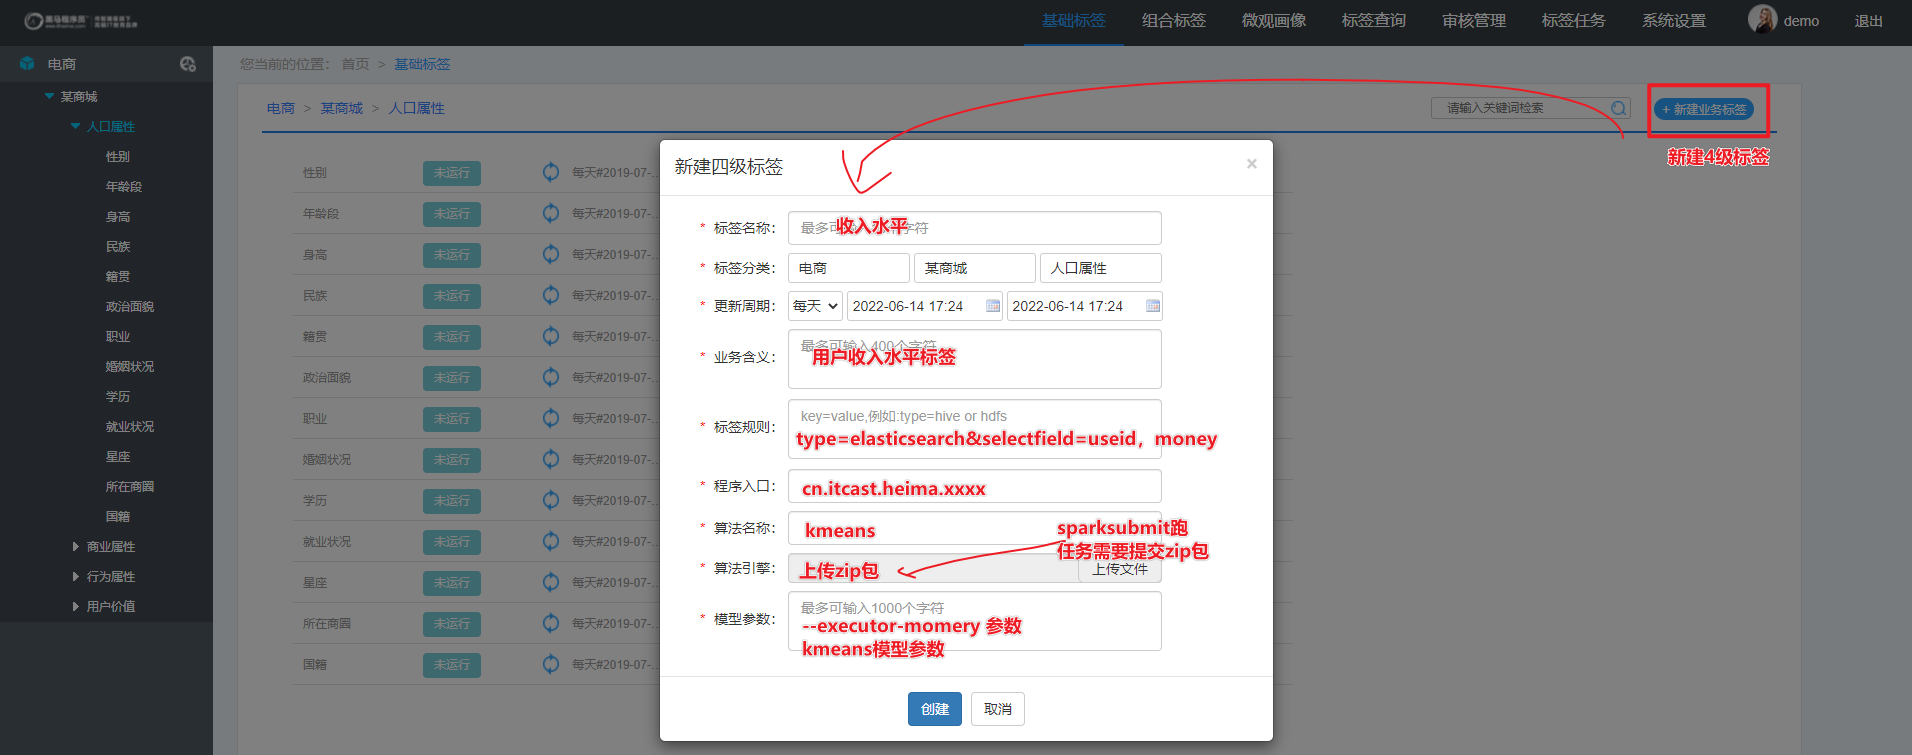 黑马程序员
www.itheima.com
传智播客旗下
高端IT教育品牌
基础标签 组合标签 微观画像 标签查询 审核管理 标签任务 系统设置 demo 退出
电商
某商城
人口属性
性别
年龄段
身高
民族
籍贯
政治面貌
职业
婚姻状况
学历
就业状况
星座
所在商圈
国籍
商业属性
行为属性
用户价值
您当前的位置： 首页 > 基础标签
电商 > 某商城 > 人口属性
请输入关键词检索
+ 新建业务标签
新建4级标签
性别 未运行 每天#2019-07-...
年龄段 未运行 每天#2019-07-...
身高 未运行 每天#2019-07-...
民族 未运行 每天#2019-07-...
籍贯 未运行 每天#2019-07-...
政治面貌 未运行 每天#2019-07-...
职业 未运行 每天#2019-07-...
婚姻状况 未运行 每天#2019-07-...
学历 未运行 每天#2019-07-...
就业状况 未运行 每天#2019-07-...
星座 未运行 每天#2019-07-...
所在商圈 未运行 每天#2019-07-...
国籍 未运行 每天#2019-07-...
新建四级标签 ×
* 标签名称： 最多可 字符
收入水平
* 标签分类： 电商 某商城 人口属性
* 更新周期： 每天 2022-06-14 17:24 2022-06-14 17:24
* 业务含义： 最多可输入400个字符
用户收入水平标签
* 标签规则： key=value,例如:type=hive or hdfs
type=elasticsearch&selectfield=useid，money
* 程序入口： cn.itcast.heima.xxxx
* 算法名称： kmeans
sparksubmit跑
任务需要提交zip包
* 算法引擎： 上传zip包 上传文件
* 模型参数： 最多可输入1000个字符
--executor-momery 参数
kmeans模型参数
创建 取消